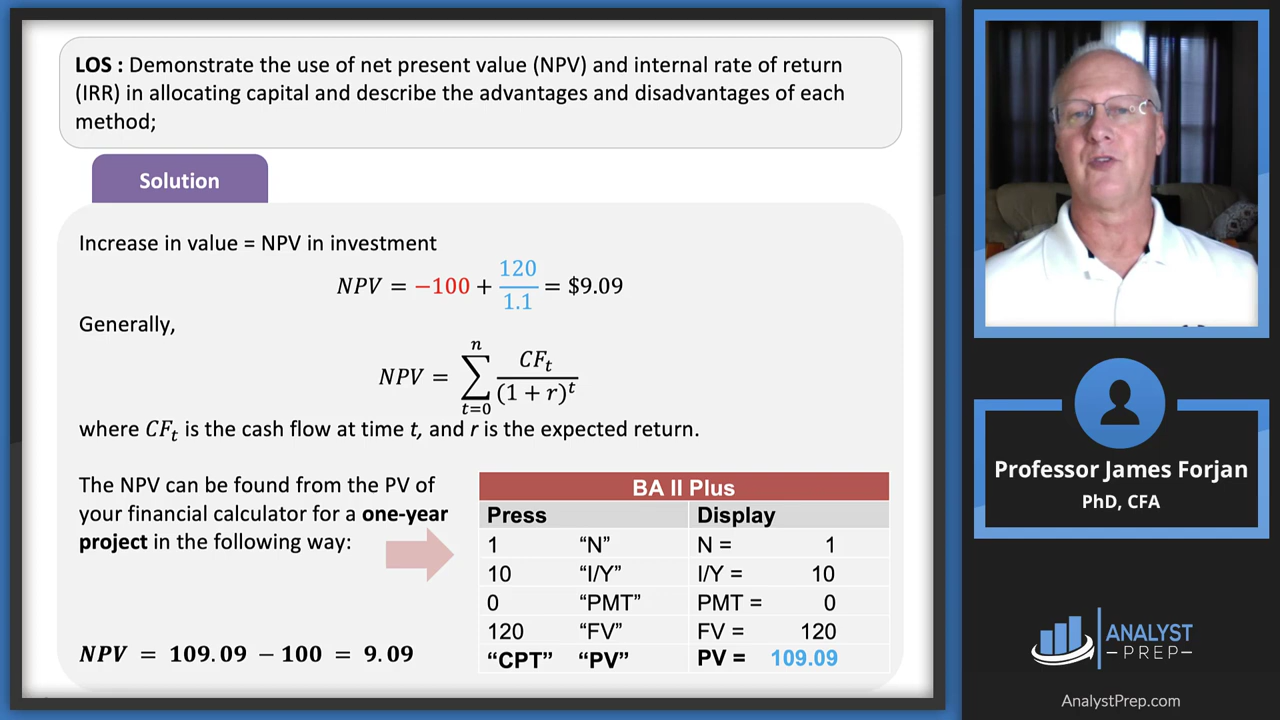 LOS : Demonstrate the use of net present value (NPV) and internal rate of return
(IRR) in allocating capital and describe the advantages and disadvantages of each
method;
Solution
Increase in value = NPV in investment
NPV = −100 + 120/1.1 = $9.09
Generally,
NPV = ∑_{t=0}^{n} CF_t/(1 + r)^t
where CF_t is the cash flow at time t, and r is the expected return.
The NPV can be found from the PV of
your financial calculator for a one-year
project in the following way:
NPV = 109.09 − 100 = 9.09
BA II Plus
Press Display
1 “N” N = 1
10 “I/Y” I/Y = 10
0 “PMT” PMT = 0
120 “FV” FV = 120
“CPT” “PV” PV = 109.09
Professor James Forjan
PhD, CFA
ANALYST
—PREP—
AnalystPrep.com